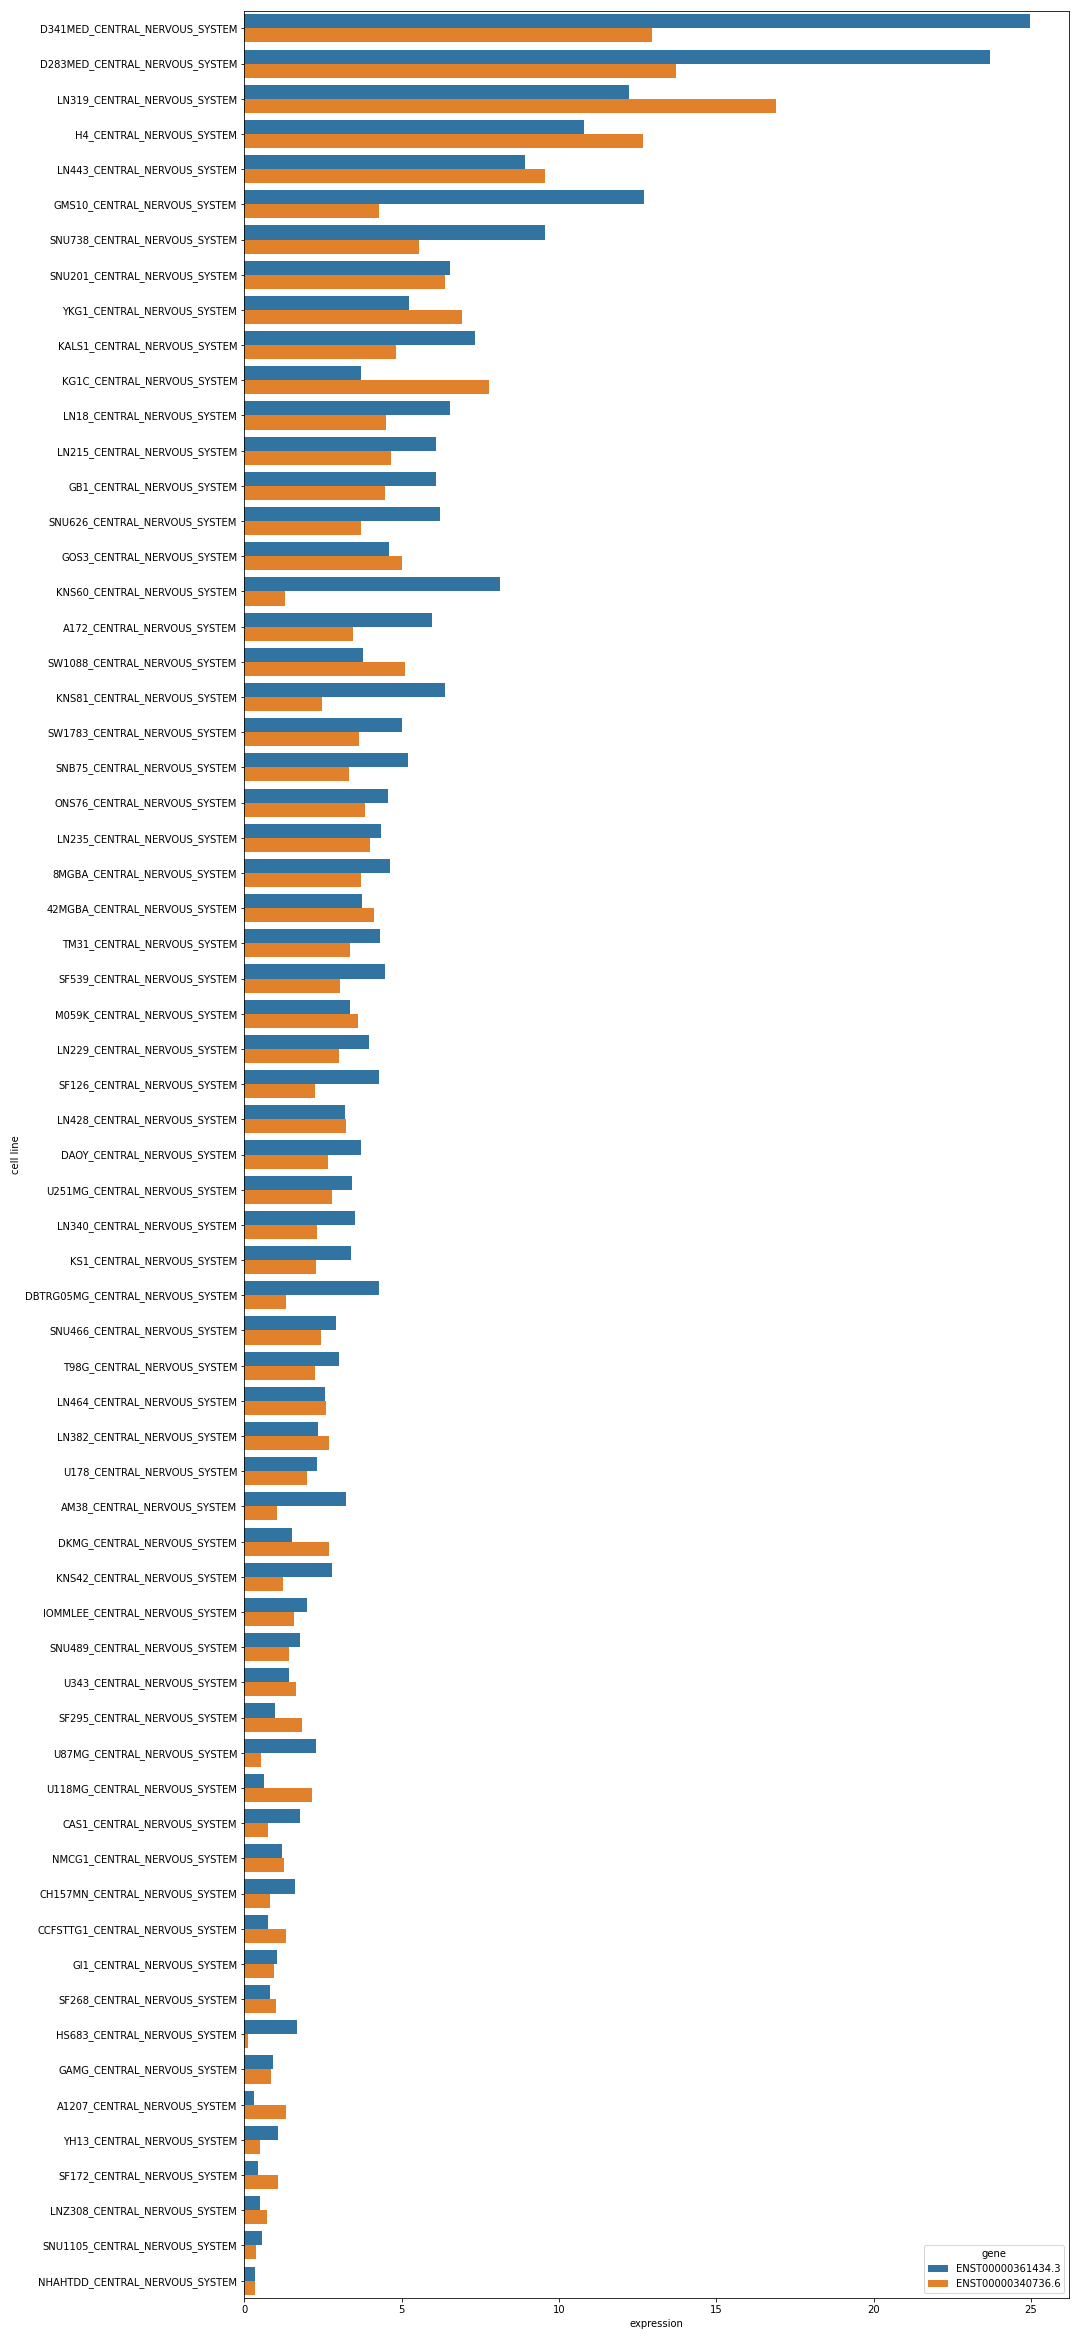 D341MED_CENTRAL_NERVOUS_SYSTEM
D283MED_CENTRAL_NERVOUS_SYSTEM
LN319_CENTRAL_NERVOUS_SYSTEM
H4_CENTRAL_NERVOUS_SYSTEM
LN443_CENTRAL_NERVOUS_SYSTEM
GMS10_CENTRAL_NERVOUS_SYSTEM
SNU738_CENTRAL_NERVOUS_SYSTEM
SNU201_CENTRAL_NERVOUS_SYSTEM
YKG1_CENTRAL_NERVOUS_SYSTEM
KALS1_CENTRAL_NERVOUS_SYSTEM
KG1C_CENTRAL_NERVOUS_SYSTEM
LN18_CENTRAL_NERVOUS_SYSTEM
LN215_CENTRAL_NERVOUS_SYSTEM
GB1_CENTRAL_NERVOUS_SYSTEM
SNU626_CENTRAL_NERVOUS_SYSTEM
GOS3_CENTRAL_NERVOUS_SYSTEM
KNS60_CENTRAL_NERVOUS_SYSTEM
A172_CENTRAL_NERVOUS_SYSTEM
SW1088_CENTRAL_NERVOUS_SYSTEM
KNS81_CENTRAL_NERVOUS_SYSTEM
SW1783_CENTRAL_NERVOUS_SYSTEM
SNB75_CENTRAL_NERVOUS_SYSTEM
ONS76_CENTRAL_NERVOUS_SYSTEM
LN235_CENTRAL_NERVOUS_SYSTEM
8MGBA_CENTRAL_NERVOUS_SYSTEM
42MGBA_CENTRAL_NERVOUS_SYSTEM
TM31_CENTRAL_NERVOUS_SYSTEM
SF539_CENTRAL_NERVOUS_SYSTEM
M059K_CENTRAL_NERVOUS_SYSTEM
LN229_CENTRAL_NERVOUS_SYSTEM
SF126_CENTRAL_NERVOUS_SYSTEM
LN428_CENTRAL_NERVOUS_SYSTEM
DAOY_CENTRAL_NERVOUS_SYSTEM
U251MG_CENTRAL_NERVOUS_SYSTEM
LN340_CENTRAL_NERVOUS_SYSTEM
KS1_CENTRAL_NERVOUS_SYSTEM
DBTRG05MG_CENTRAL_NERVOUS_SYSTEM
SNU466_CENTRAL_NERVOUS_SYSTEM
T98G_CENTRAL_NERVOUS_SYSTEM
LN464_CENTRAL_NERVOUS_SYSTEM
LN382_CENTRAL_NERVOUS_SYSTEM
U178_CENTRAL_NERVOUS_SYSTEM
AM38_CENTRAL_NERVOUS_SYSTEM
DKMG_CENTRAL_NERVOUS_SYSTEM
KNS42_CENTRAL_NERVOUS_SYSTEM
IOMMLEE_CENTRAL_NERVOUS_SYSTEM
SNU489_CENTRAL_NERVOUS_SYSTEM
U343_CENTRAL_NERVOUS_SYSTEM
SF295_CENTRAL_NERVOUS_SYSTEM
U87MG_CENTRAL_NERVOUS_SYSTEM
U118MG_CENTRAL_NERVOUS_SYSTEM
CAS1_CENTRAL_NERVOUS_SYSTEM
NMCG1_CENTRAL_NERVOUS_SYSTEM
CH157MN_CENTRAL_NERVOUS_SYSTEM
CCFSTTG1_CENTRAL_NERVOUS_SYSTEM
GI1_CENTRAL_NERVOUS_SYSTEM
SF268_CENTRAL_NERVOUS_SYSTEM
HS683_CENTRAL_NERVOUS_SYSTEM
GAMG_CENTRAL_NERVOUS_SYSTEM
A1207_CENTRAL_NERVOUS_SYSTEM
YH13_CENTRAL_NERVOUS_SYSTEM
SF172_CENTRAL_NERVOUS_SYSTEM
LNZ308_CENTRAL_NERVOUS_SYSTEM
SNU1105_CENTRAL_NERVOUS_SYSTEM
NHAHTDD_CENTRAL_NERVOUS_SYSTEM
cell line
0 5 10 15 20 25
expression
gene
ENST00000361434.3
ENST00000340736.6